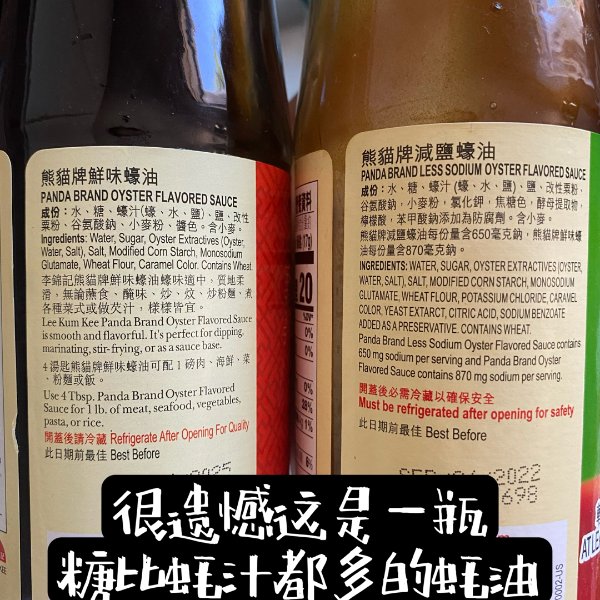 熊貓牌鮮味蠔油
PANDA BRAND OYSTER FLAVORED SAUCE
成份：水、糖、蠔汁(蠔、水、鹽)、鹽、改性
粟粉、谷氨酸鈉、小麥粉、醬色。含小麥。
Ingredients: Water, Sugar, Oyster Extractives (Oyster,
Water, Salt), Salt, Modified Corn Starch, Monosodium
Glutamate, Wheat Flour, Caramel Color. Contains Wheat.
李錦記熊貓牌鮮味蠔油蠔味適中，質地柔
滑，無論蘸食、醃味、炒、炆、炒粉麵、煮
各種菜式或做芡汁，樣樣皆宜。
Lee Kum Kee Panda Brand Oyster Flavored Sauce
is smooth and flavorful. It's perfect for dipping,
marinating, stir-frying, or as a sauce base.
4湯匙熊貓牌鮮味蠔油可配1磅肉、海鮮、菜
、粉麵或飯。
Use 4 Tbsp. Panda Brand Oyster Flavored
Sauce for 1 lb. of meat, seafood, vegetables,
pasta, or rice.
開蓋後請冷藏 Refrigerate After Opening For Quality
此日期前最佳 Best Before
熊貓牌減鹽蠔油
PANDA BRAND LESS SODIUM OYSTER FLAVORED SAUCE
成份：水、糖、蠔汁(蠔、水、鹽)、鹽、改性粟粉、
谷氨酸鈉、小麥粉，氯化鉀，焦糖色，酵母提取物，
檸檬酸，苯甲酸鈉添加為防腐劑。含小麥。
熊貓牌減鹽蠔油每份量含650毫克鈉，熊貓牌鮮味蠔
油每份量含870毫克鈉。
INGREDIENTS: WATER, SUGAR, OYSTER EXTRACTIVES (OYSTER,
WATER, SALT), SALT, MODIFIED CORN STARCH, MONOSODIUM
GLUTAMATE, WHEAT FLOUR, POTASSIUM CHLORIDE, CARAMEL
COLOR, YEAST EXTARCT, CITRIC ACID, SODIUM BENZOATE
ADDED AS A PRESERVATIVE. CONTAINS WHEAT.
Panda Brand Less Sodium Oyster Flavored Sauce contains
650 mg sodium per serving and Panda Brand Oyster
Flavored Sauce contains 870 mg sodium per serving.
開蓋後必需冷藏以確保安全
Must be refrigerated after opening for safety
此日期前最佳 Best Before
2022
698
(17g)
20
0%
0%
0%
28%
1%
6%
0002-US
很遗憾这是一瓶
糖比蚝汁都多的蚝油